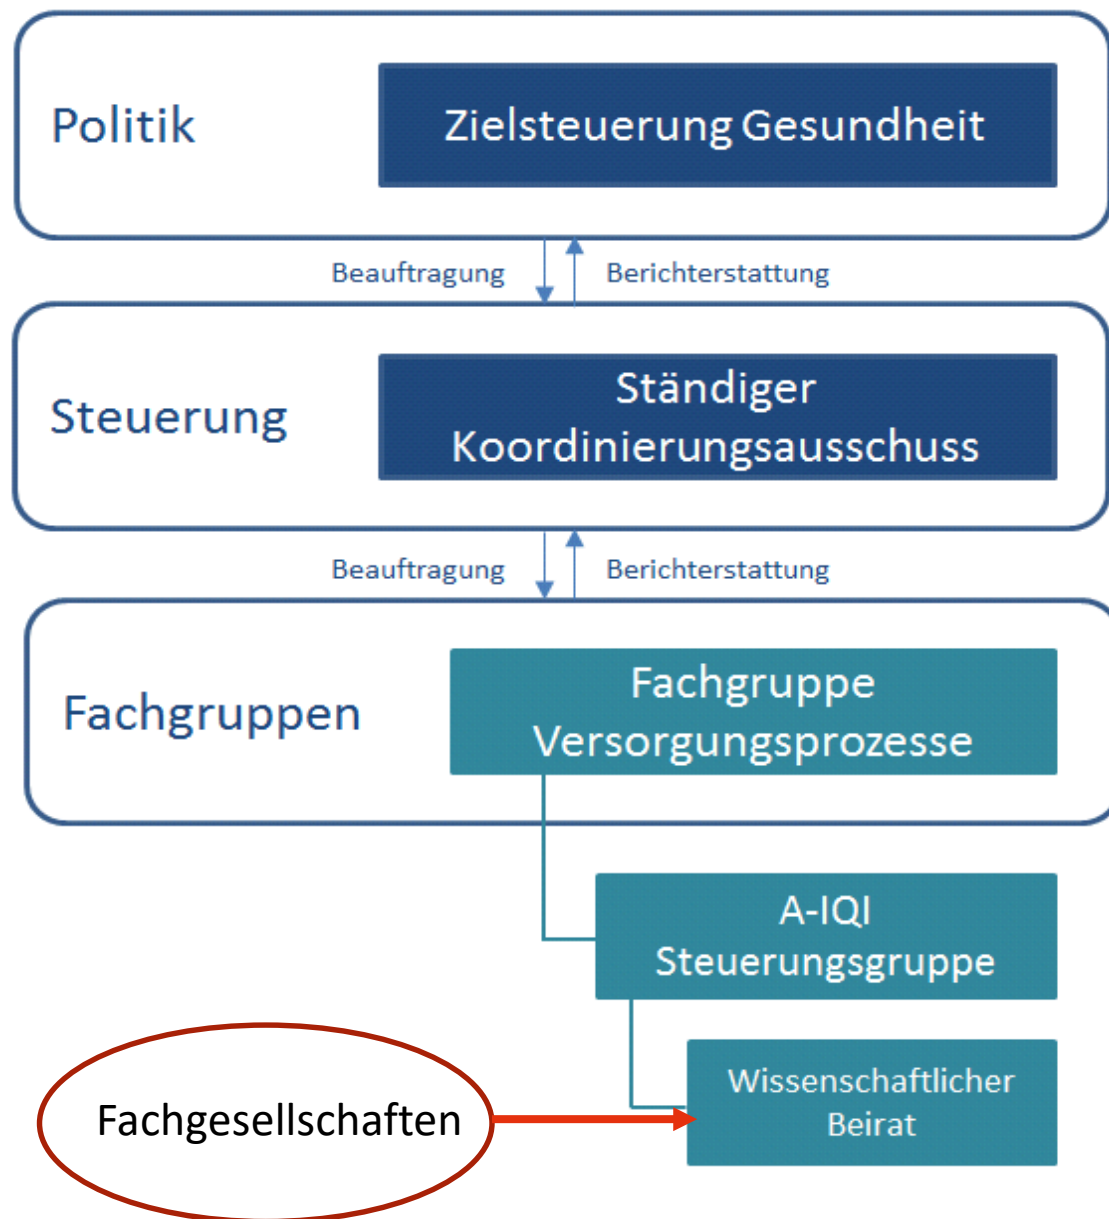 Politik
Zielsteuerung Gesundheit
Beauftragung
Berichterstattung
Steuerung
Ständiger
Koordinierungsausschuss
Beauftragung
Berichterstattung
Fachgruppen
Fachgruppe
Versorgungsprozesse
A-IQI
Steuerungsgruppe
Fachgesellschaften
Wissenschaftlicher
Beirat